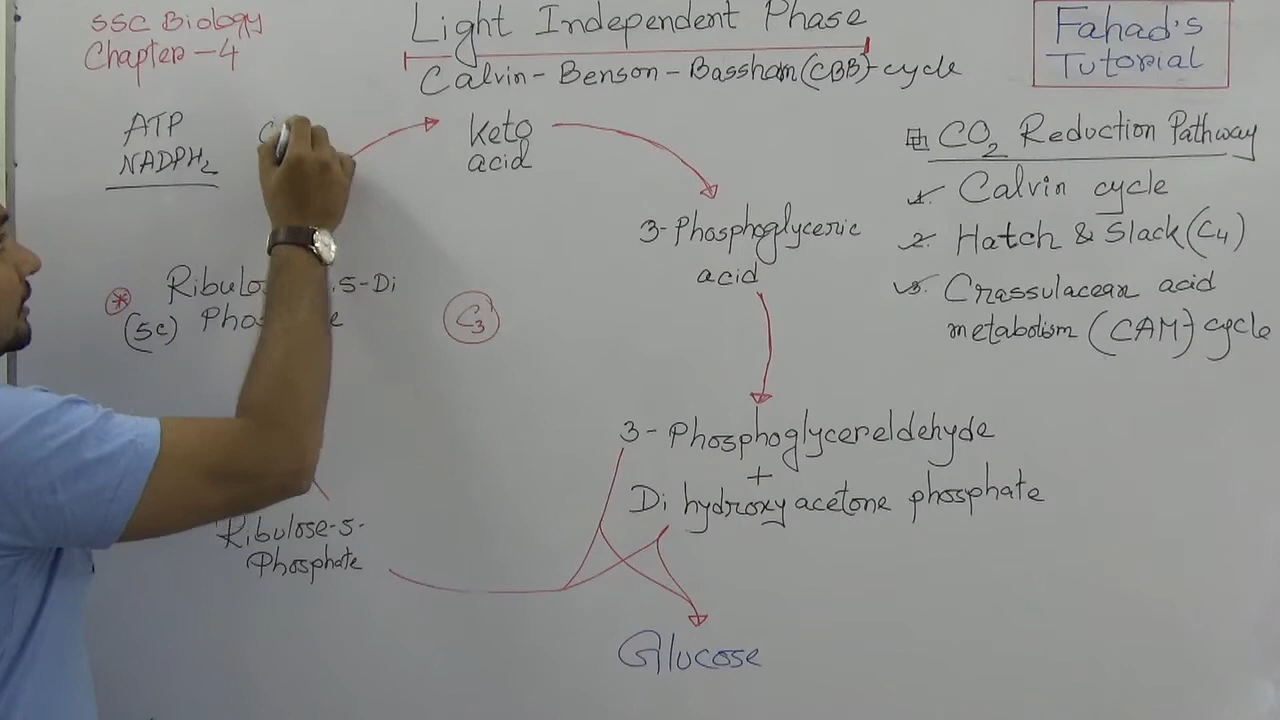 SSC Biology
Chapter-4
Light Independent Phase
Calvin-Benson-Bassham (CBB)-cycle
Fahad's
Tutorial
ATP
NADPH2
Keto
acid
3-Phosphoglyceric
acid
CO2 Reduction Pathway
1. Calvin cycle
2. Hatch & Slack (C4)
3. Crassulacean acid
metabolism (CAM) cycle
5-Di
(5C)
C3
3-Phosphoglycereldehyde
+
Di hydroxy acetone phosphate
Ribulose-5-
Phosphate
Glucose